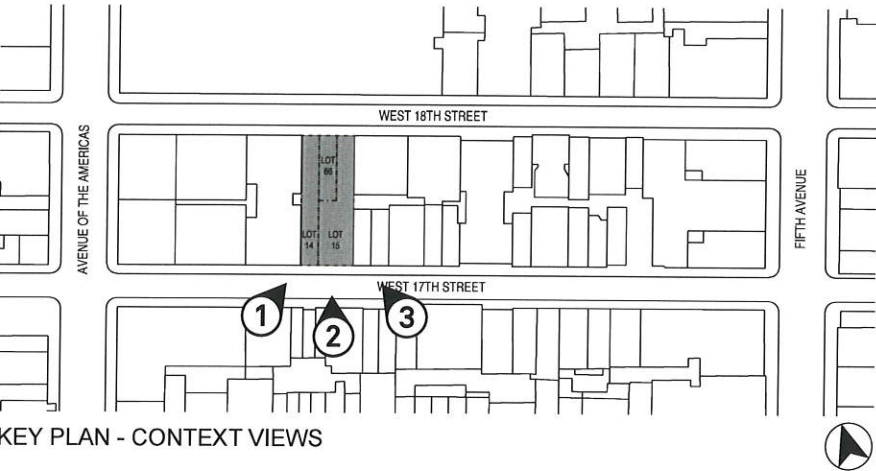 WEST 18TH STREET
AVENUE OF THE AMERICAS
LOT
66
LOT
14
LOT
15
FIFTH AVENUE
WEST 17TH STREET
1
2
3
KEY PLAN - CONTEXT VIEWS